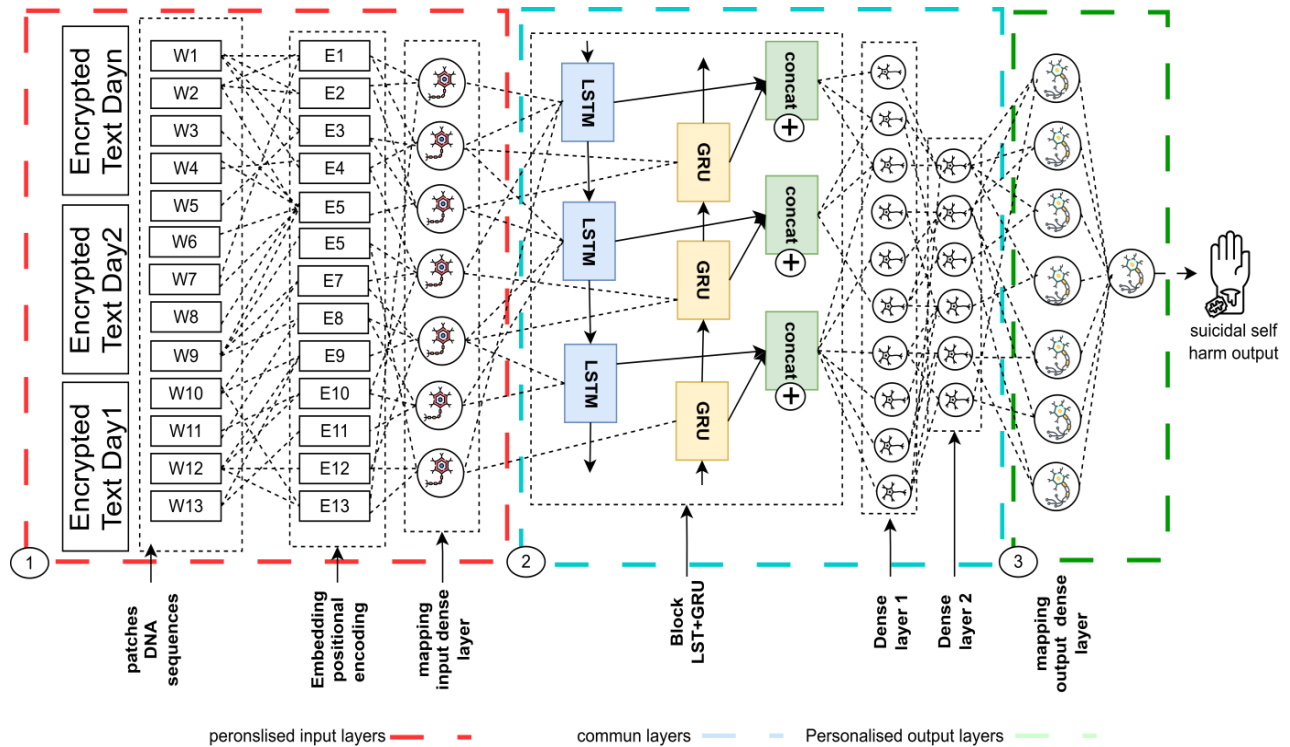 Encrypted
Text Dayn
Encrypted
Text Day2
Encrypted
Text Day1
W1
W2
W3
W4
W5
W6
W7
W8
W9
W10
W11
W12
W13
E1
E2
E3
E4
E5
E5
E7
E8
E9
E10
E11
E12
E13
LSTM
LSTM
LSTM
GRU
GRU
GRU
concat
+
concat
+
concat
+
suicidal self
harm output
1
2
3
patches
DNA
sequences
Embedding
positional
encoding
mapping
input dense
layer
Block
LST+GRU
Dense
layer 1
Dense
layer 2
mapping
output dense
layer
peronslised input layers
commun layers
Personalised output layers